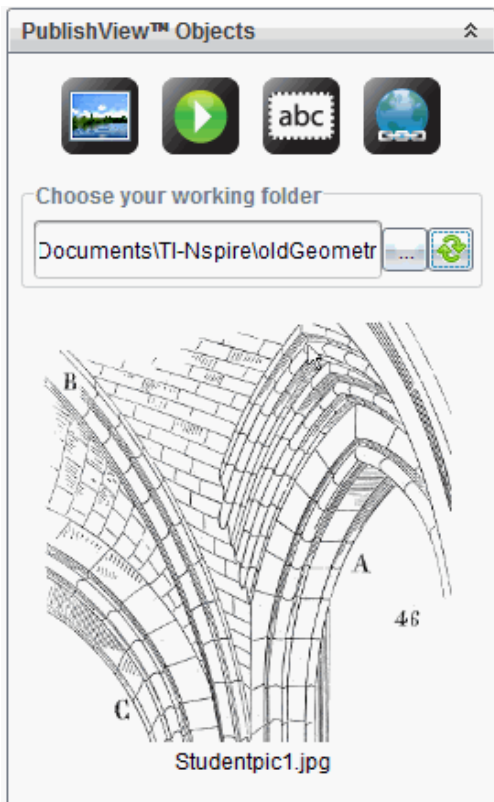 PublishView™ Objects
abc
Choose your working folder
Documents\TI-Nspire\oldGeometr
...
B
A
46
C
Studentpic1.jpg